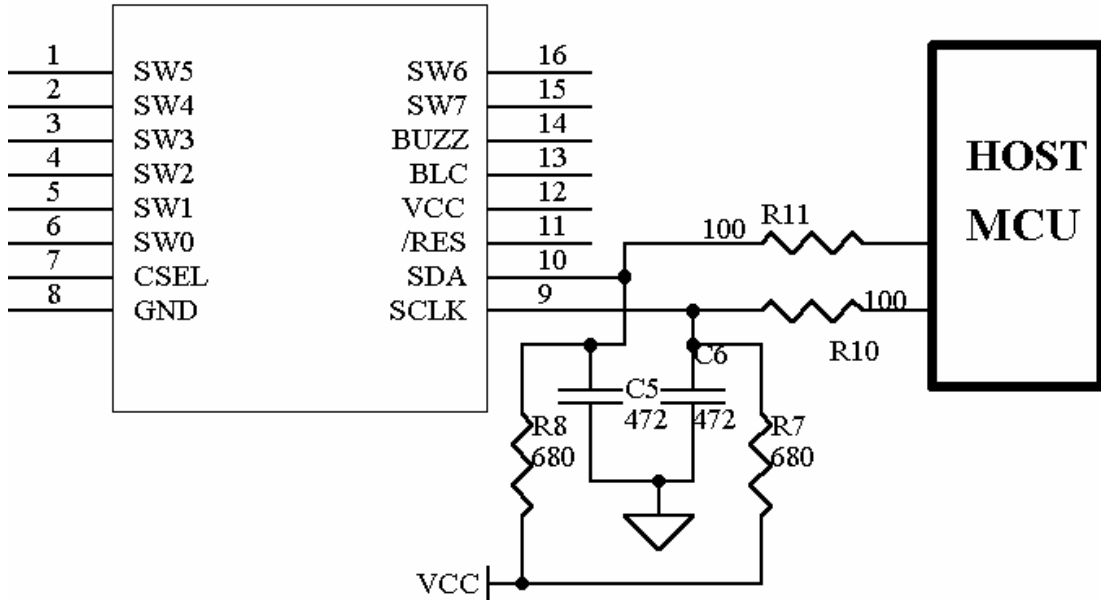 1 SW5 SW6 16
2 SW4 SW7 15
3 SW3 BUZZ 14
4 SW2 BLC 13
5 SW1 VCC 12
6 SW0 /RES 11
7 CSEL SDA 10
8 GND SCLK 9
100 R11
100
R10
HOST
MCU
C6
C5
472 472
R8
680
R7
680
VCC